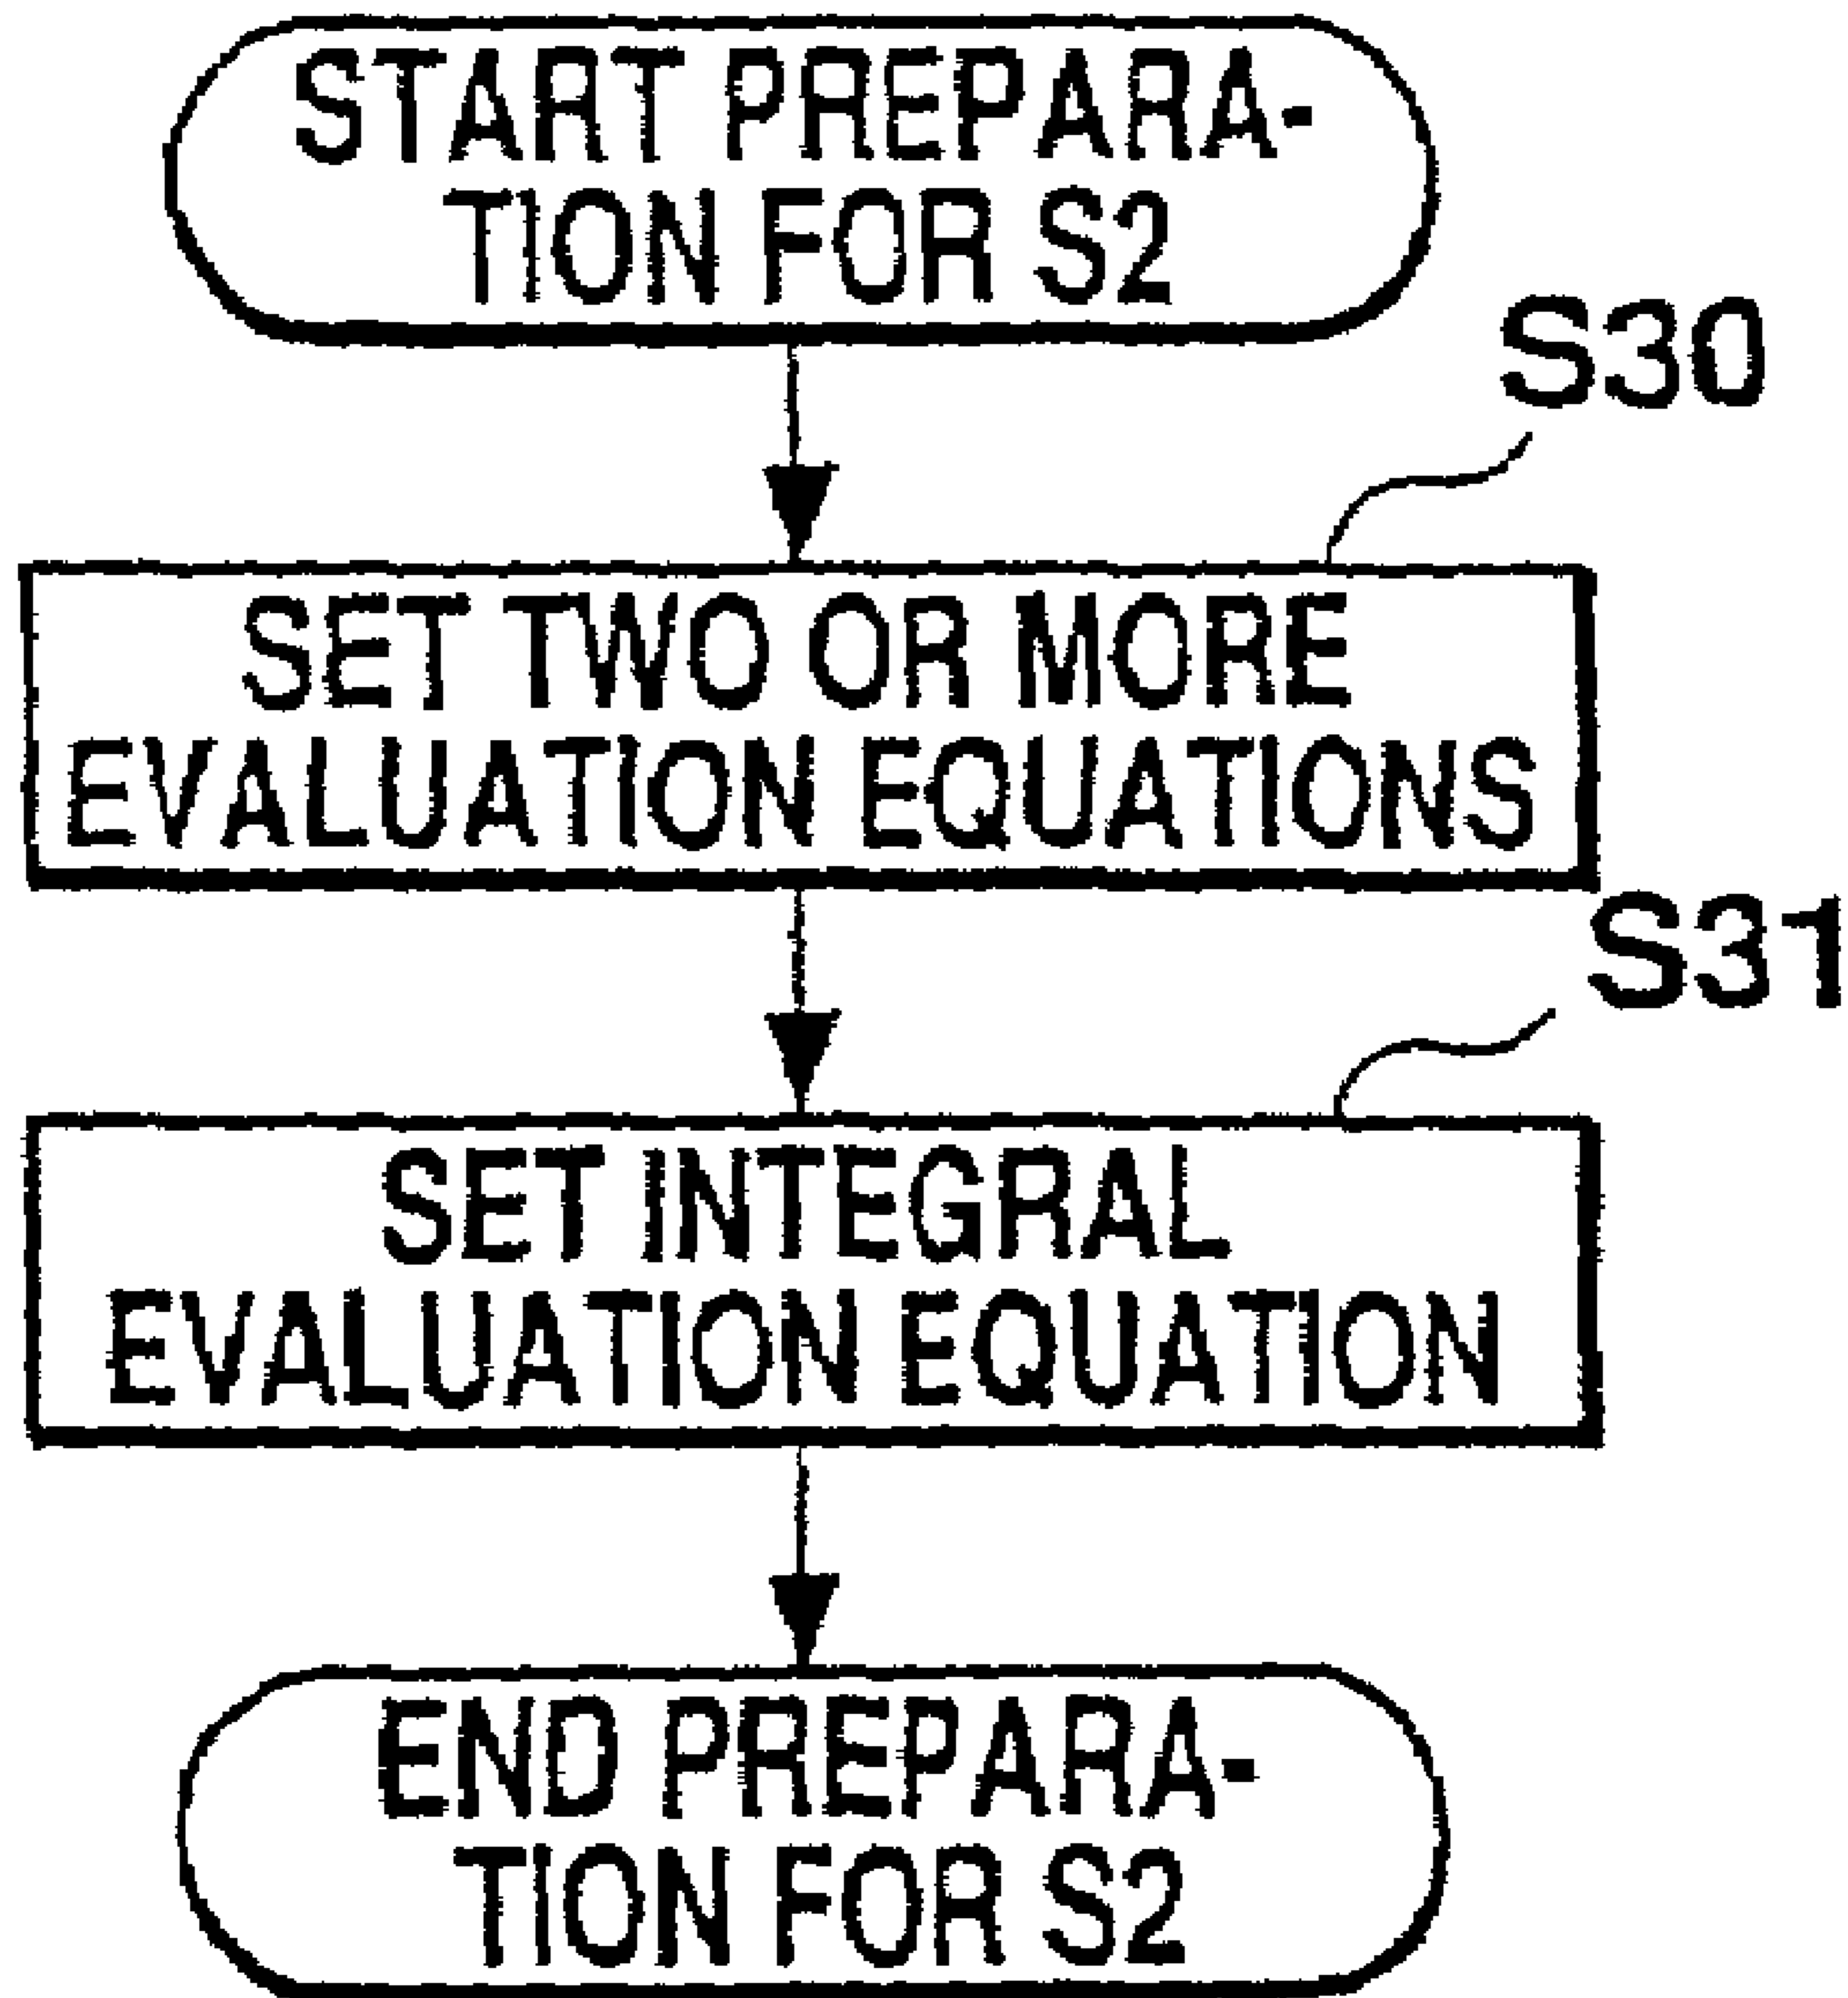 START PREPARA-
TION FOR S2
S30
SET TWO OR MORE
EVALUATION EQUATIONS
S31
SET INTEGRAL
EVALUATION EQUATION
END PREPARA-
TION FOR S2